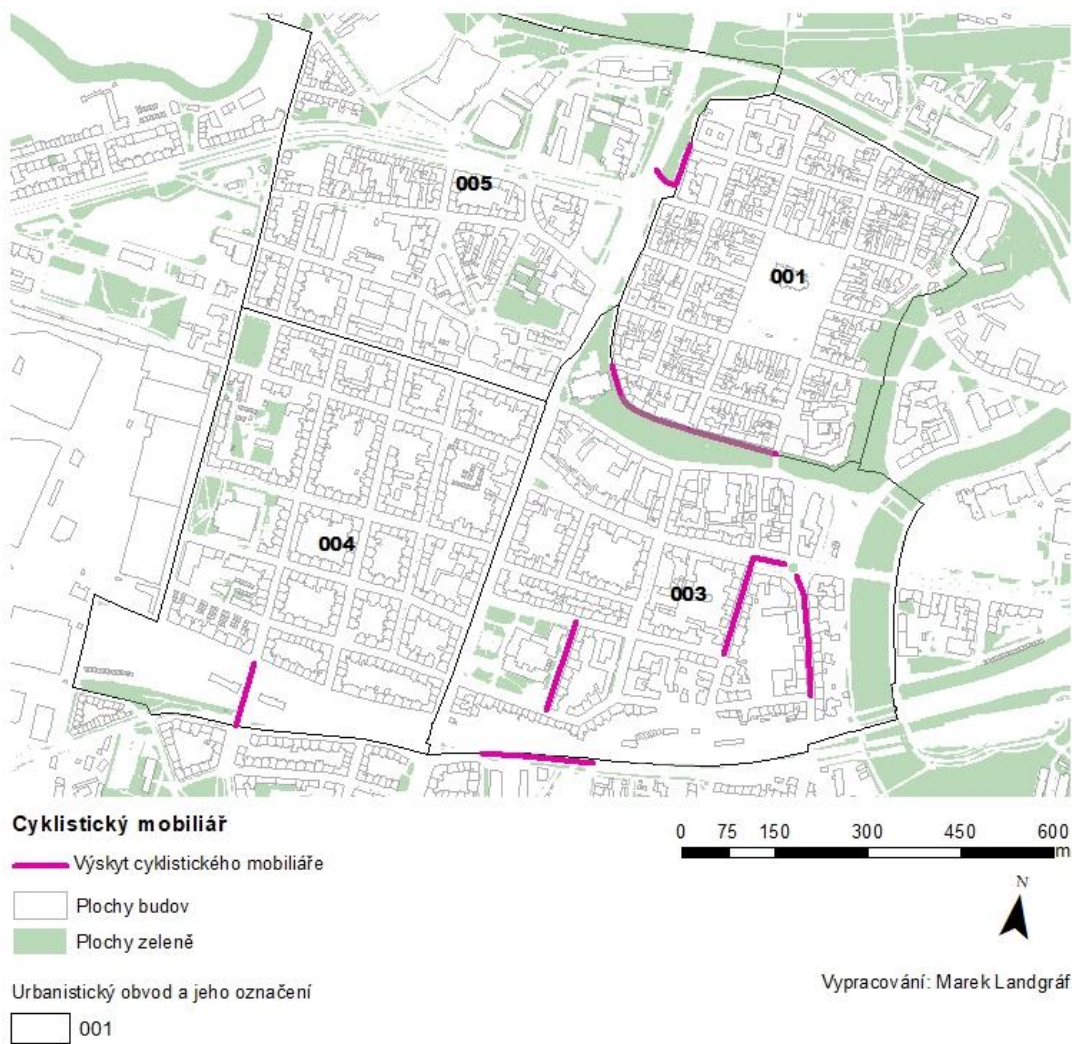 005
001
004
003
Cyklistický mobiliář
Výskyt cyklistického mobiliáře
Plochy budov
Plochy zeleně
Urbanistický obvod a jeho označení
001
0 75 150 300 450 600
m
N
Vypracování: Marek Landgráf